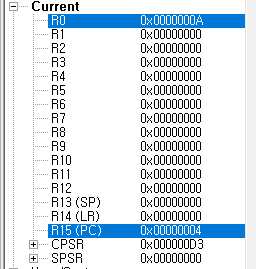 Current
R0 0x0000000A
R1 0x00000000
R2 0x00000000
R3 0x00000000
R4 0x00000000
R5 0x00000000
R6 0x00000000
R7 0x00000000
R8 0x00000000
R9 0x00000000
R10 0x00000000
R11 0x00000000
R12 0x00000000
R13 (SP) 0x00000000
R14 (LR) 0x00000000
R15 (PC) 0x00000004
CPSR 0x000000D3
SPSR 0x00000000